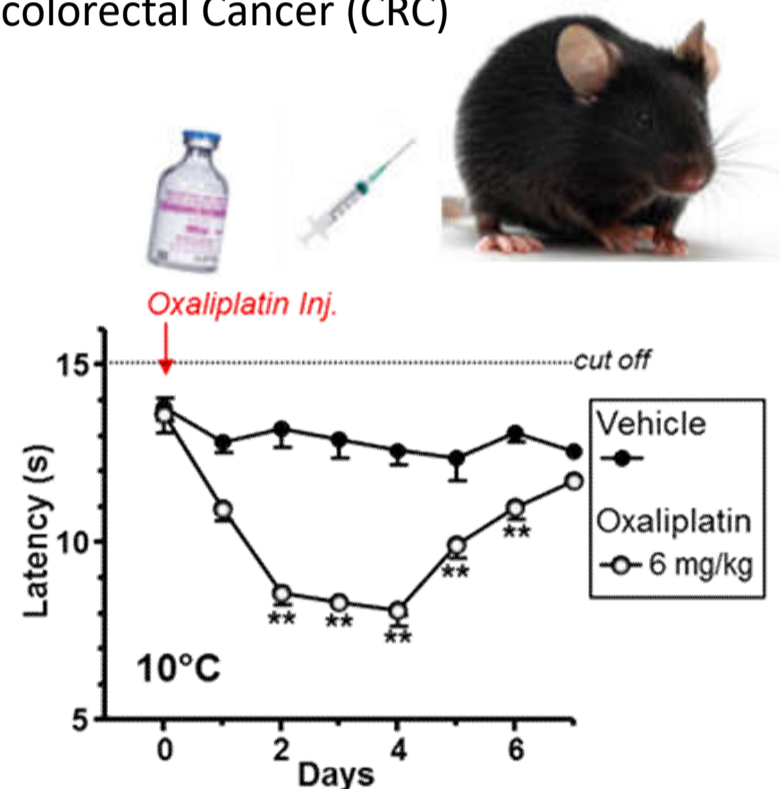 colorectal Cancer (CRC)
Oxaliplatin Inj.
15
cut off
Vehicle
Oxaliplatin
6 mg/kg
Latency (s)
10
**
**
**
**
**
10°C
5
0
2
4
6
Days